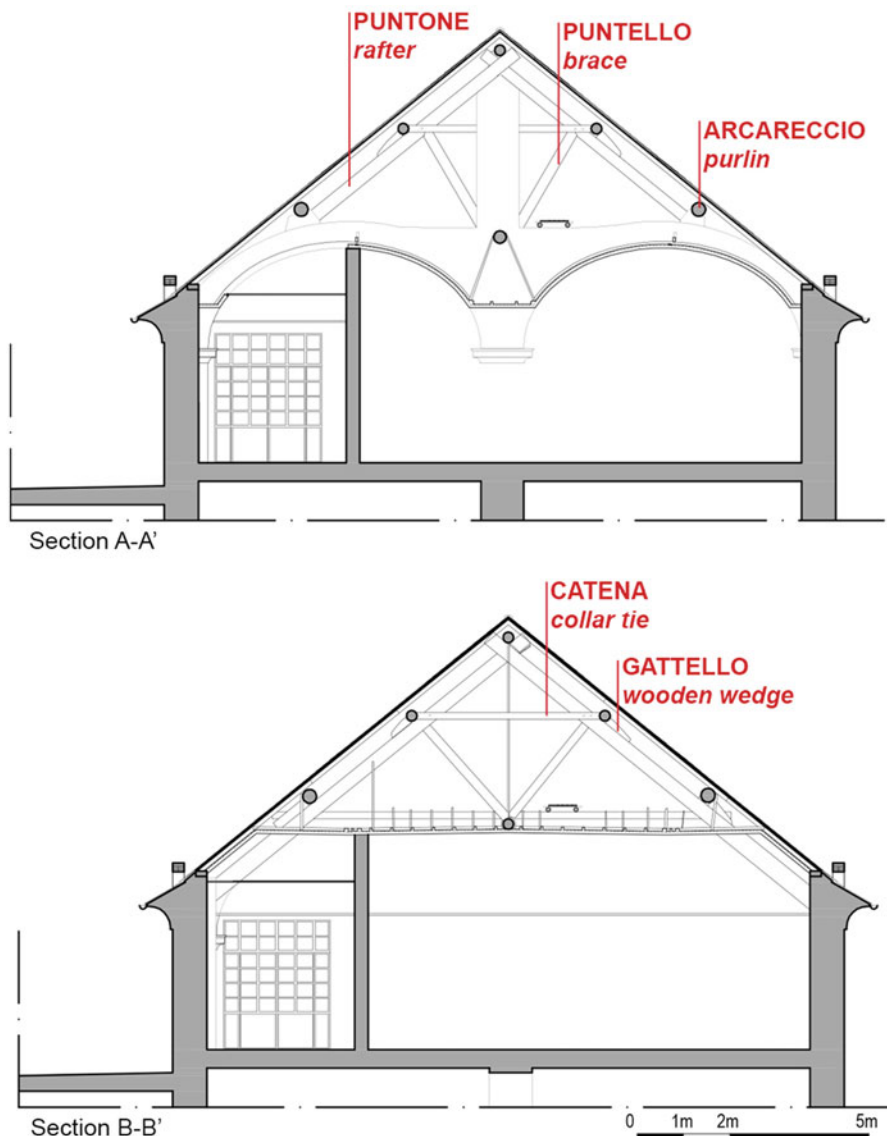 PUNTONE
rafter
PUNTELLO
brace
ARCARECCIO
purlin
Section A-A'
CATENA
collar tie
GATTELLO
wooden wedge
Section B-B'
0 1m 2m 5m